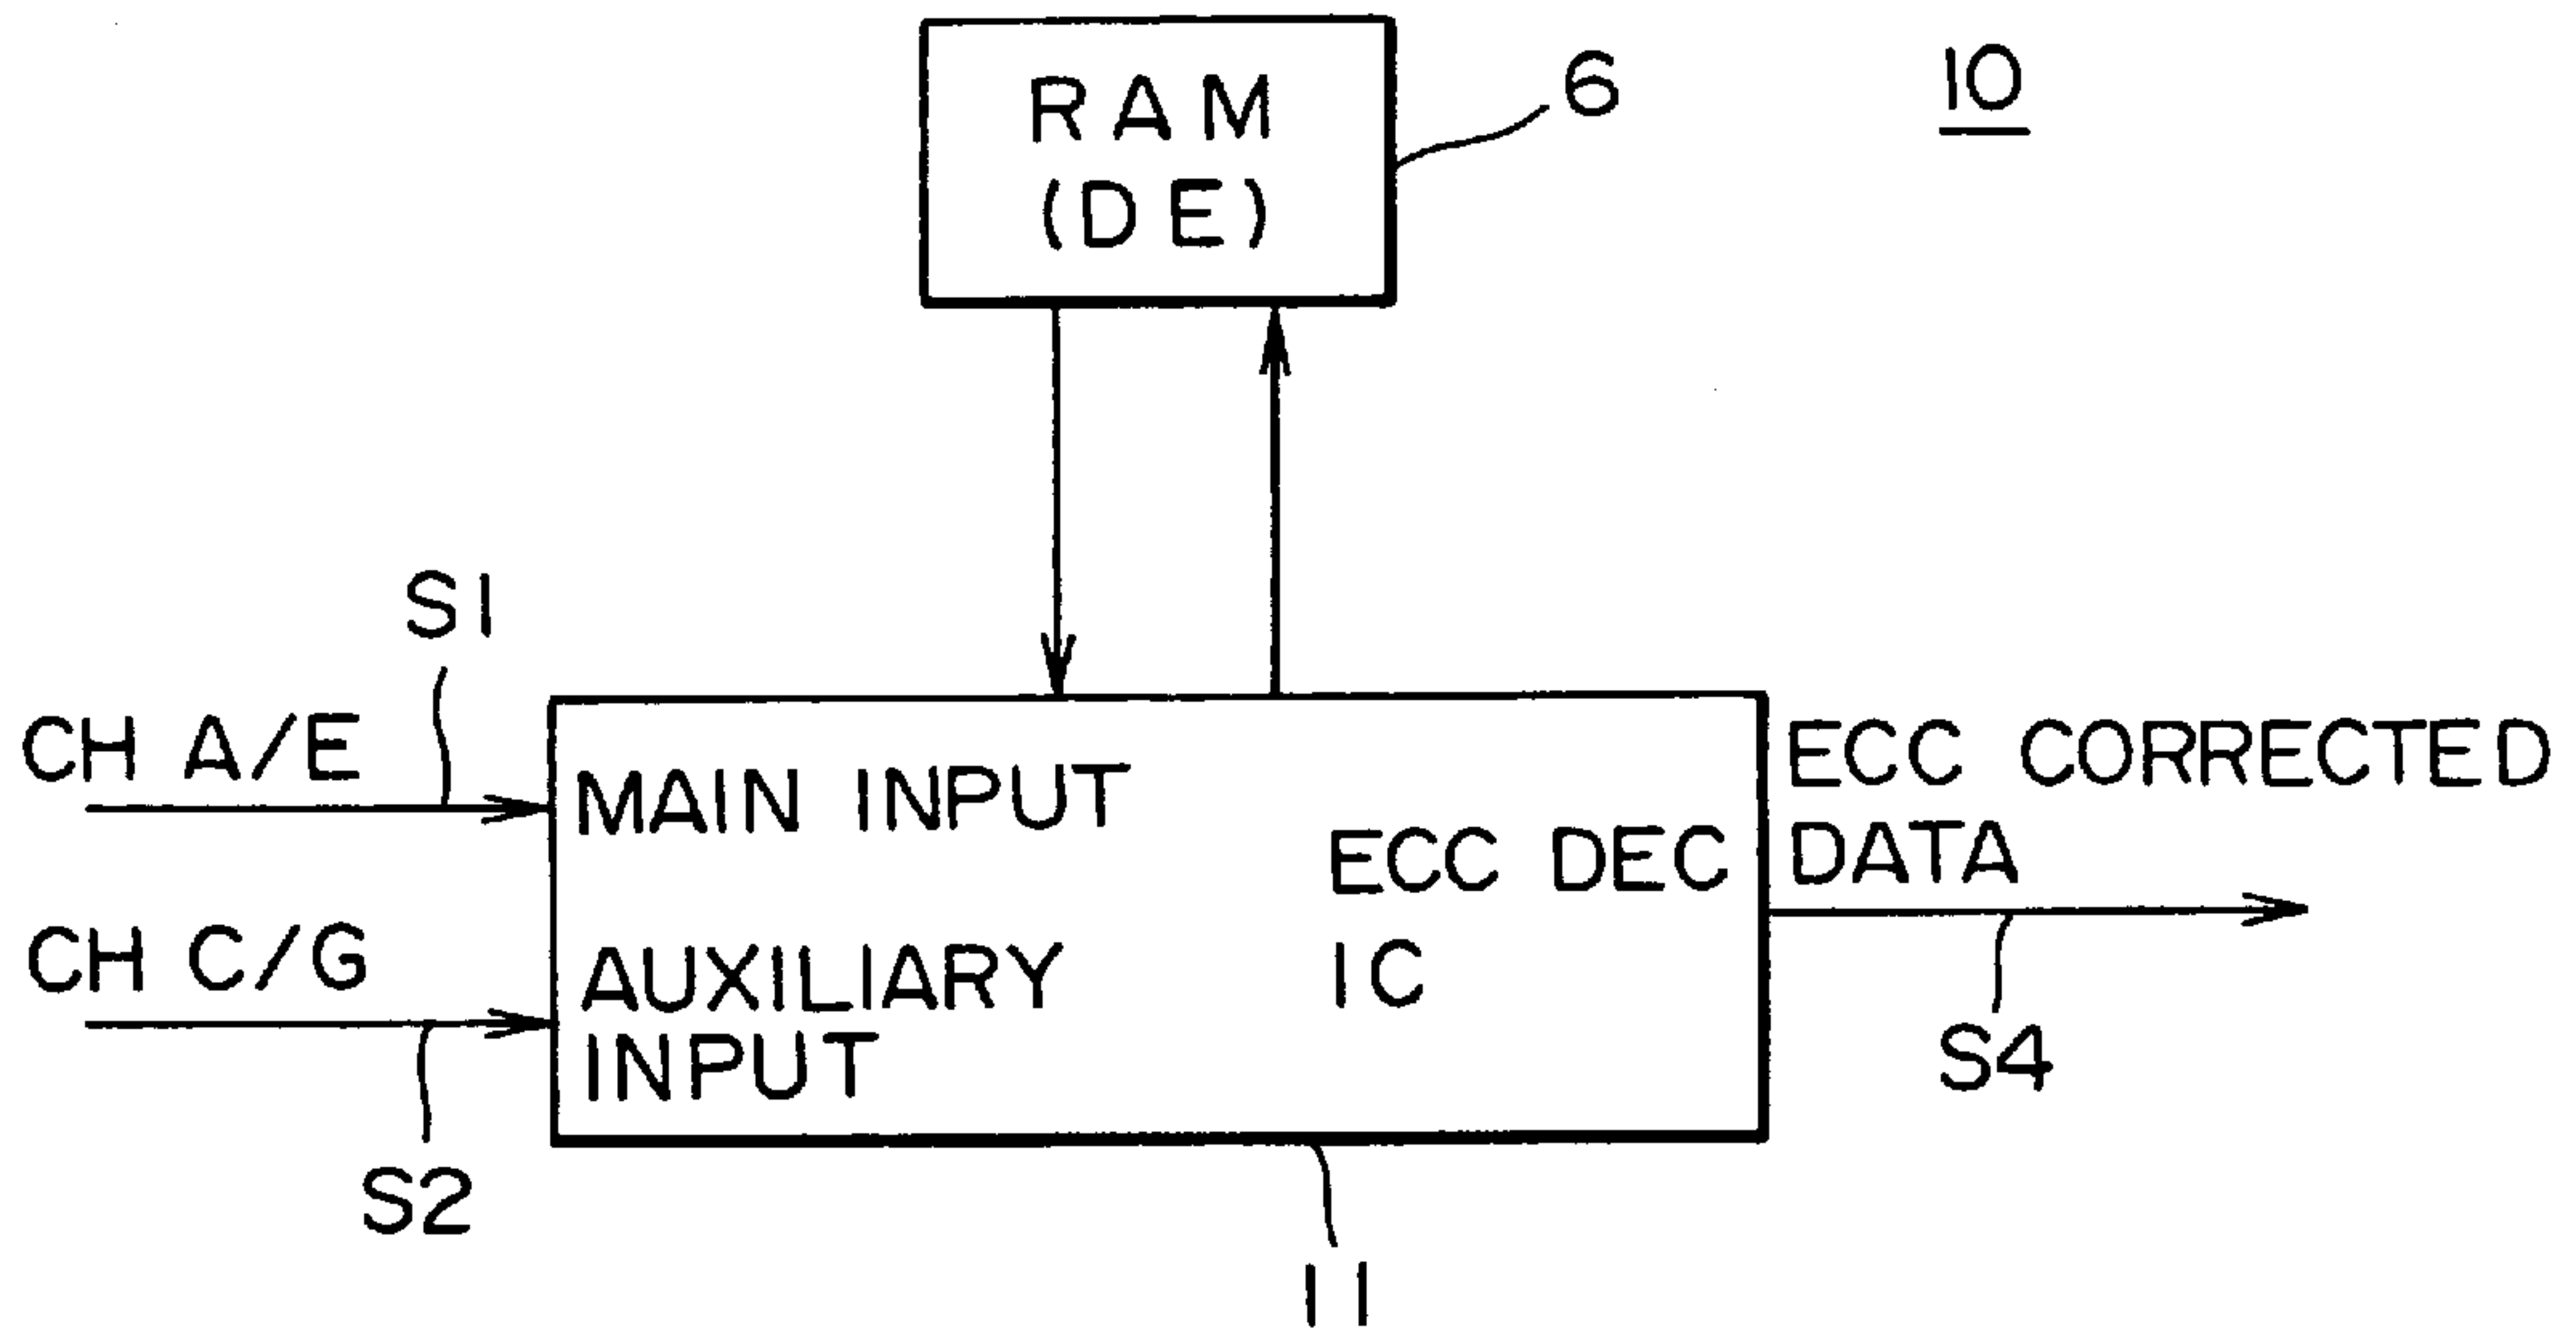 RAM
(DE)
6
10
S1
CH A/E
MAIN INPUT
ECC DEC
IC
ECC CORRECTED
DATA
CH C/G
AUXILIARY
INPUT
S2
S4
11